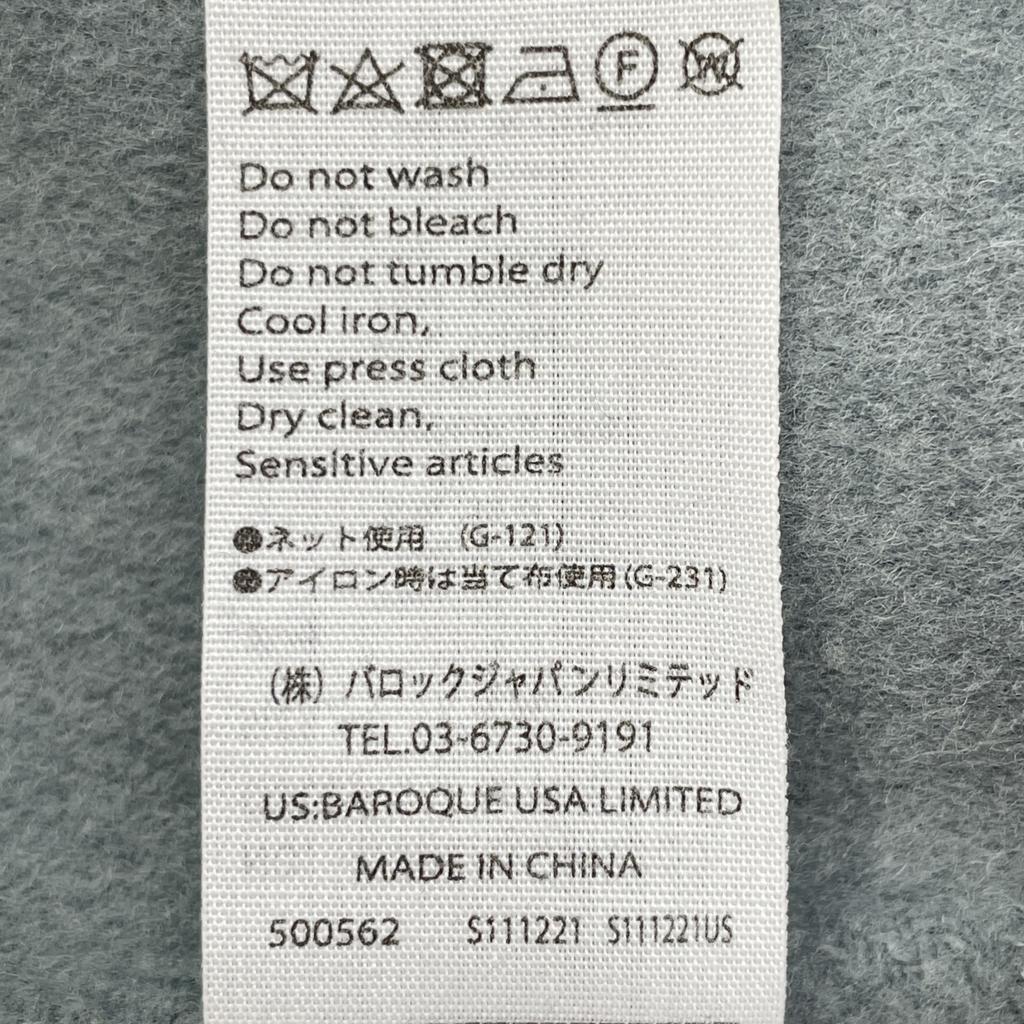 F W
Do not wash
Do not bleach
Do not tumble dry
Cool iron,
Use press cloth
Dry clean,
Sensitive articles
●ネット使用 (G-121)
●アイロン時は当て布使用(G-231)
(株) バロックジャパンリミテッド
TEL.03-6730-9191
US:BAROQUE USA LIMITED
MADE IN CHINA
500562 S111221 S111221US